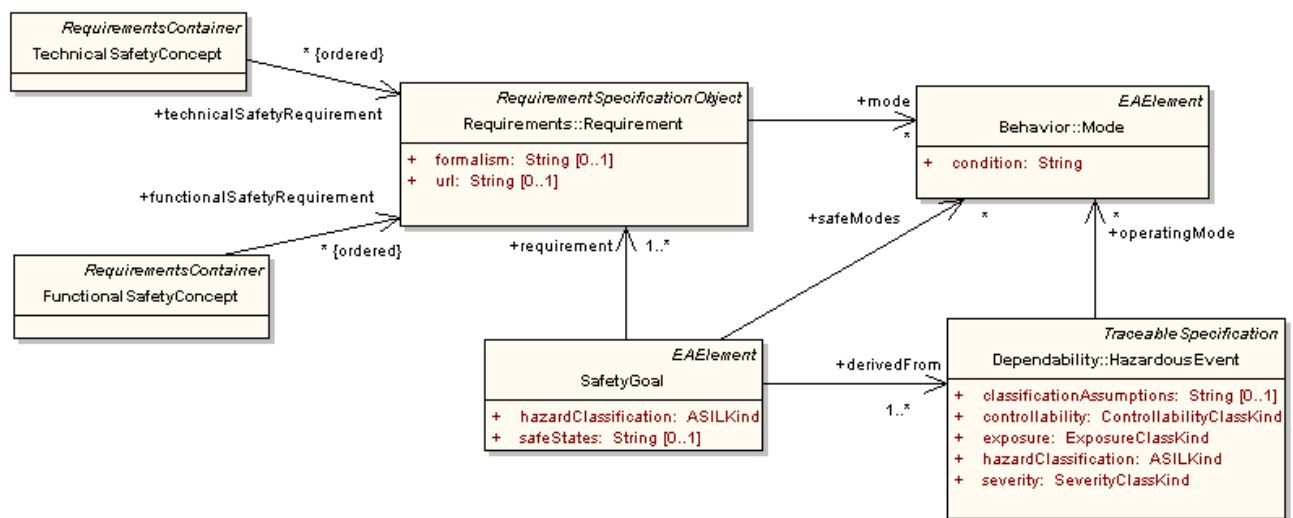 RequirementsContainer
TechnicalSafetyConcept
* {ordered}
+technicalSafetyRequirement
RequirementSpecificationObject
Requirements::Requirement
+ formalism: String [0..1]
+ url: String [0..1]
+mode
*
EAElement
Behavior::Mode
+ condition: String
+functionalSafetyRequirement
* {ordered}
RequirementsContainer
FunctionalSafetyConcept
+requirement
1..*
+safeModes
*
*
+operatingMode
EAElement
SafetyGoal
+ hazardClassification: ASILKind
+ safeStates: String [0..1]
+derivedFrom
1..*
TraceableSpecification
Dependability::HazardousEvent
+ classificationAssumptions: String [0..1]
+ controllability: ControllabilityClassKind
+ exposure: ExposureClassKind
+ hazardClassification: ASILKind
+ severity: SeverityClassKind